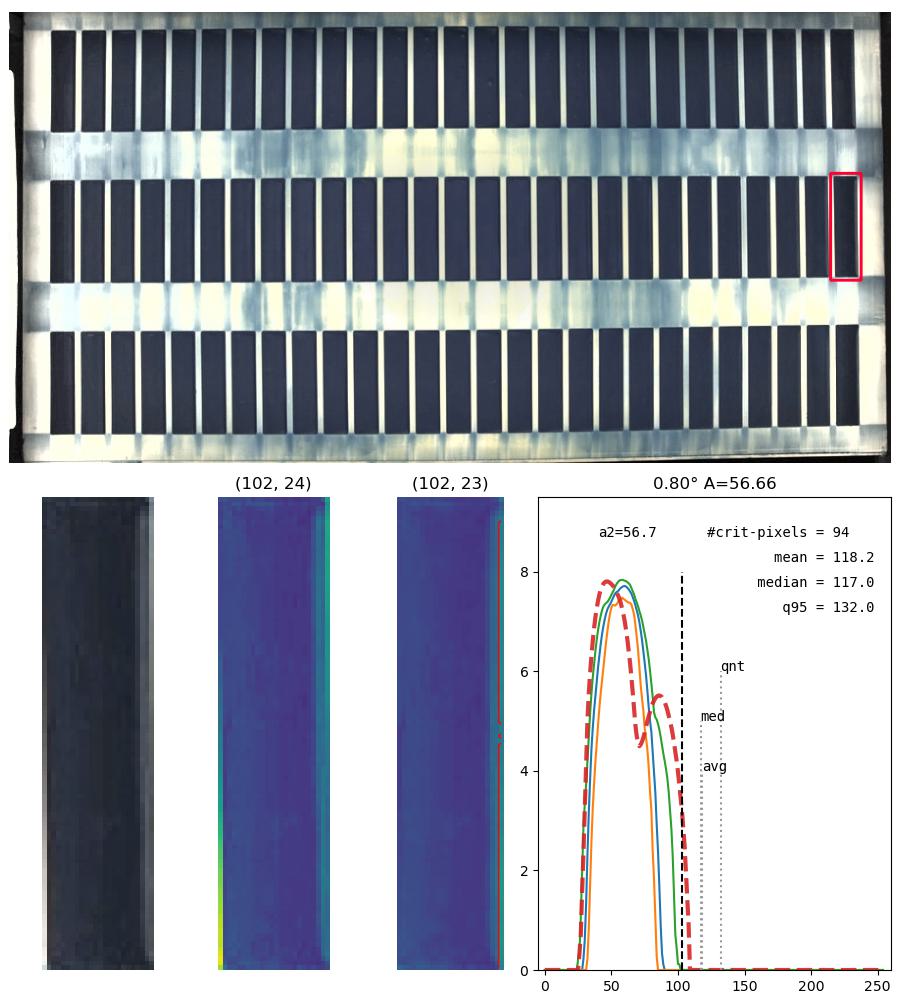 (102, 24)
(102, 23)
0.80° A=56.66
a2=56.7
#crit-pixels = 94
mean = 118.2
median = 117.0
q95 = 132.0
qnt
med
avg
8
6
4
2
0
0 50 100 150 200 250